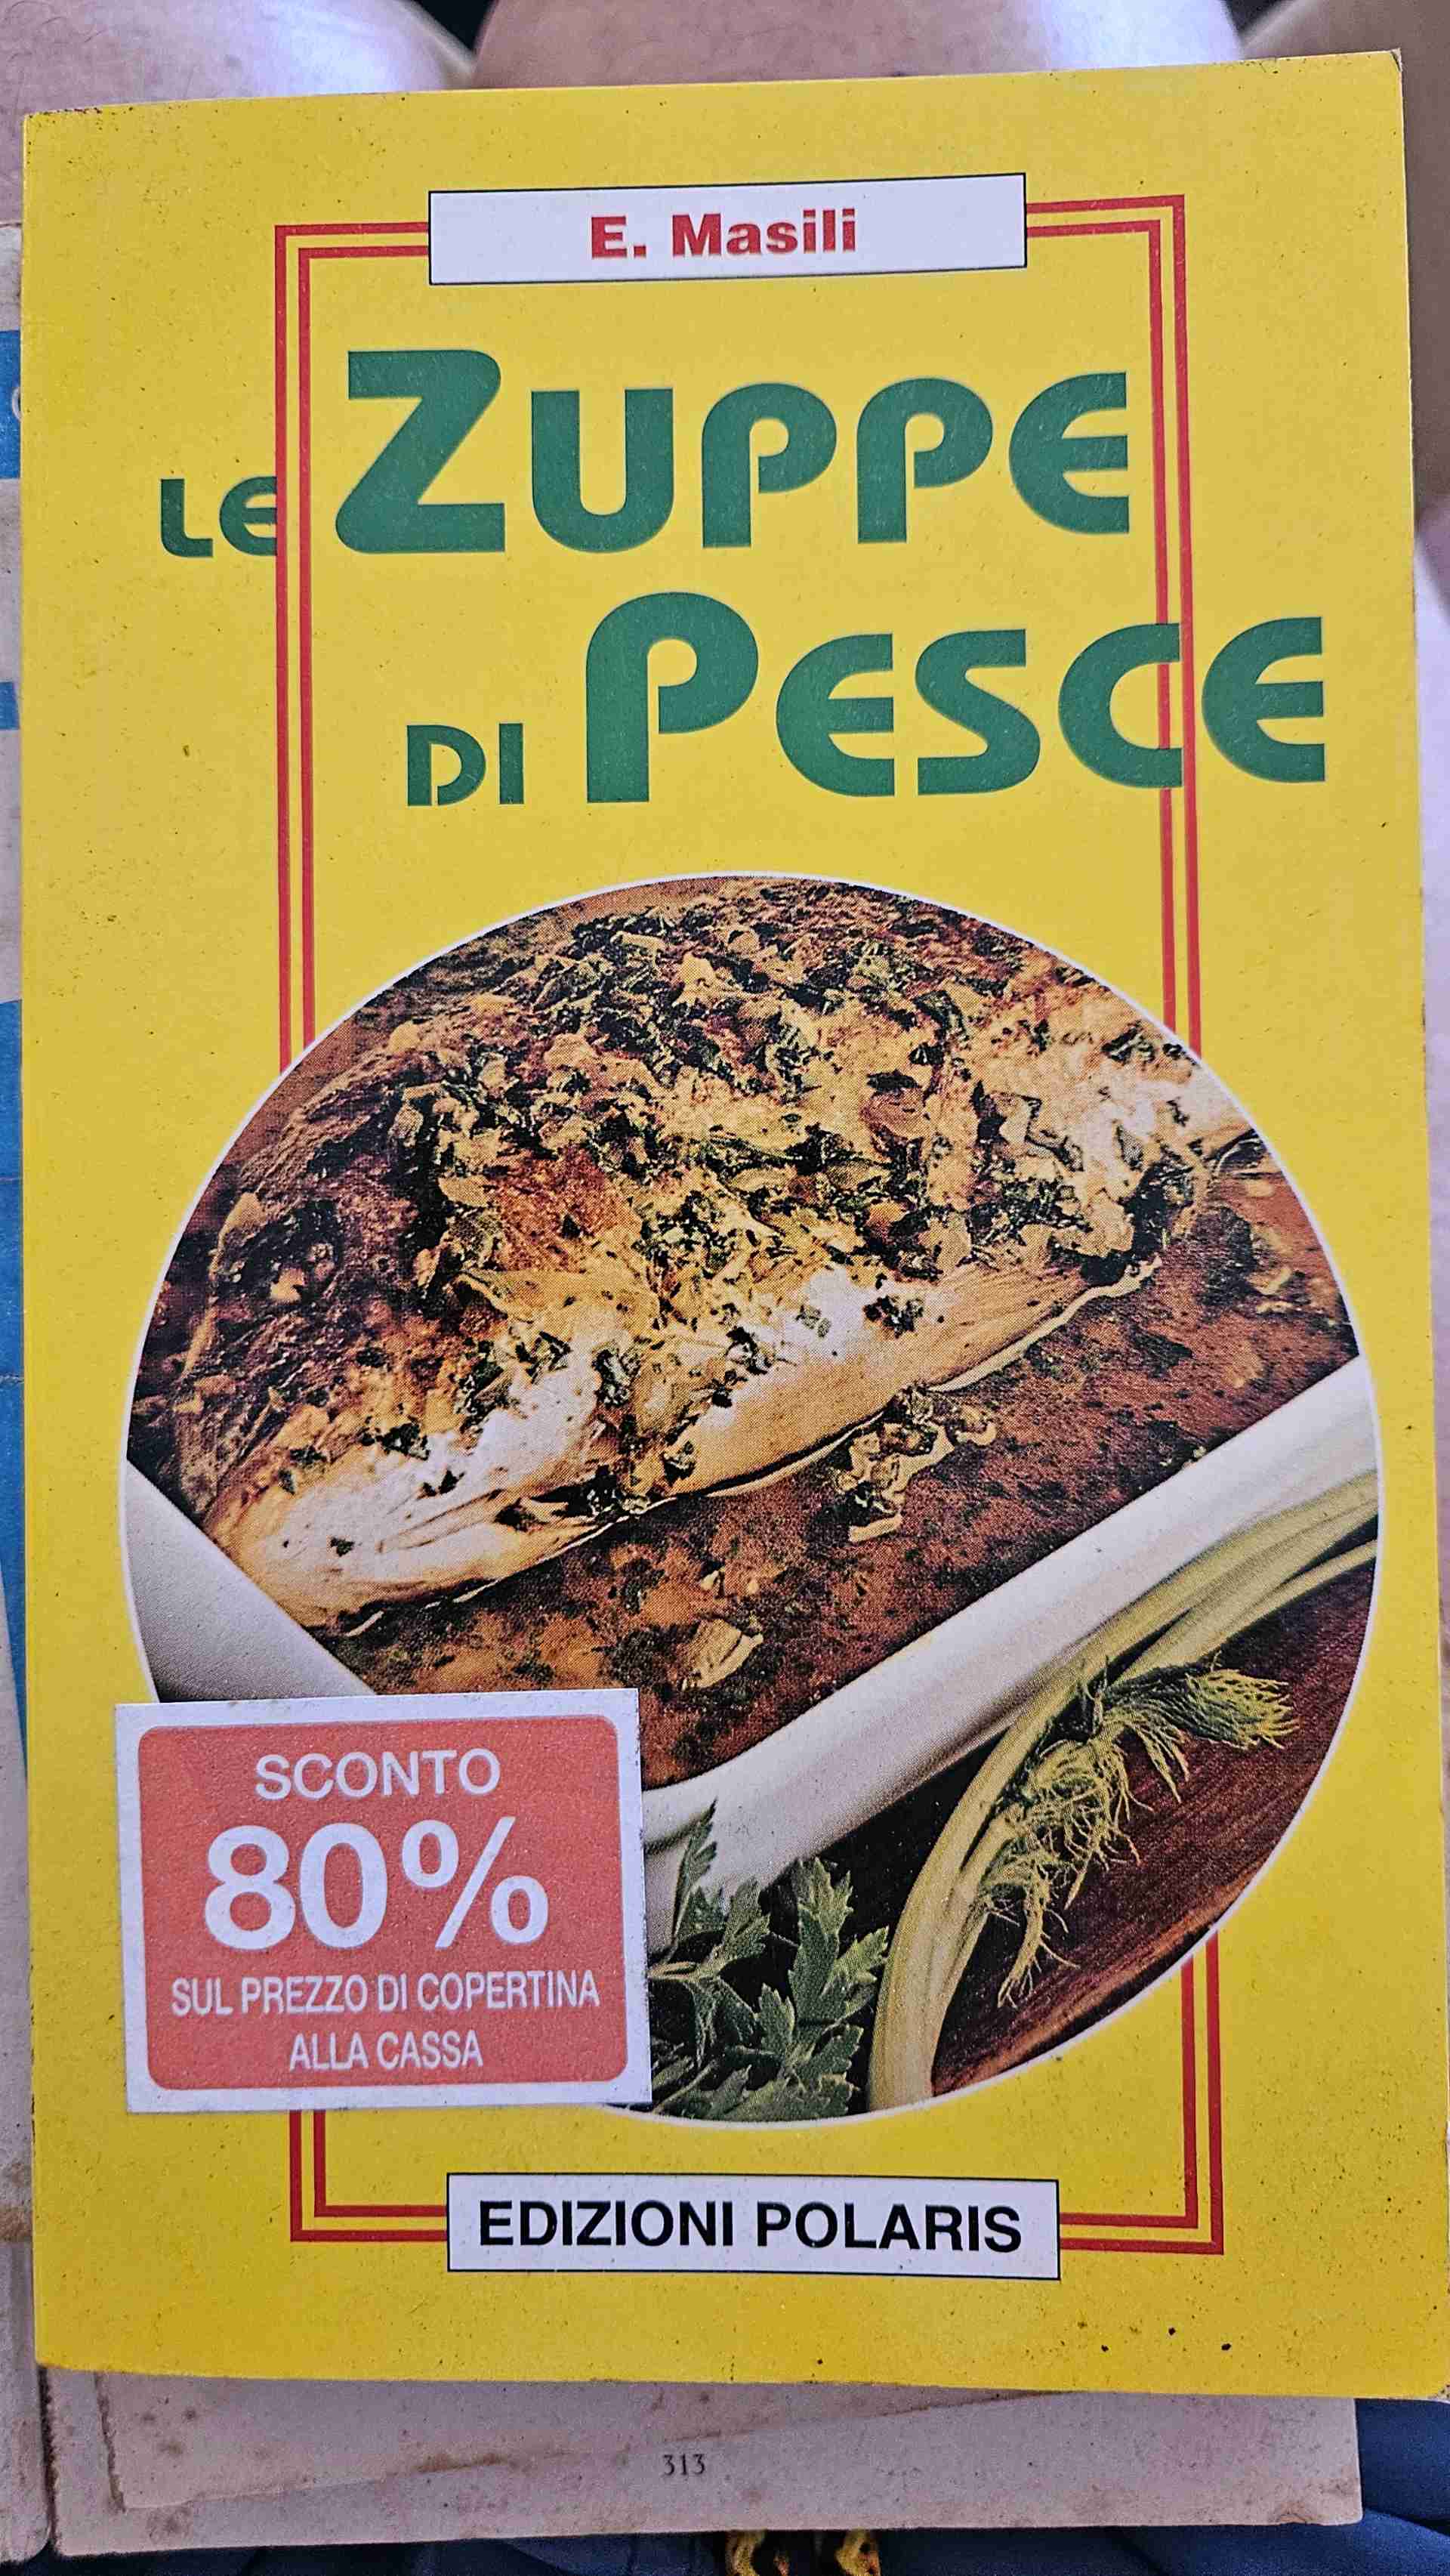 E. Masili
LE ZUPPE
DI PESCE
SCONTO
80%
SUL PREZZO DI COPERTINA
ALLA CASSA
EDIZIONI POLARIS
313